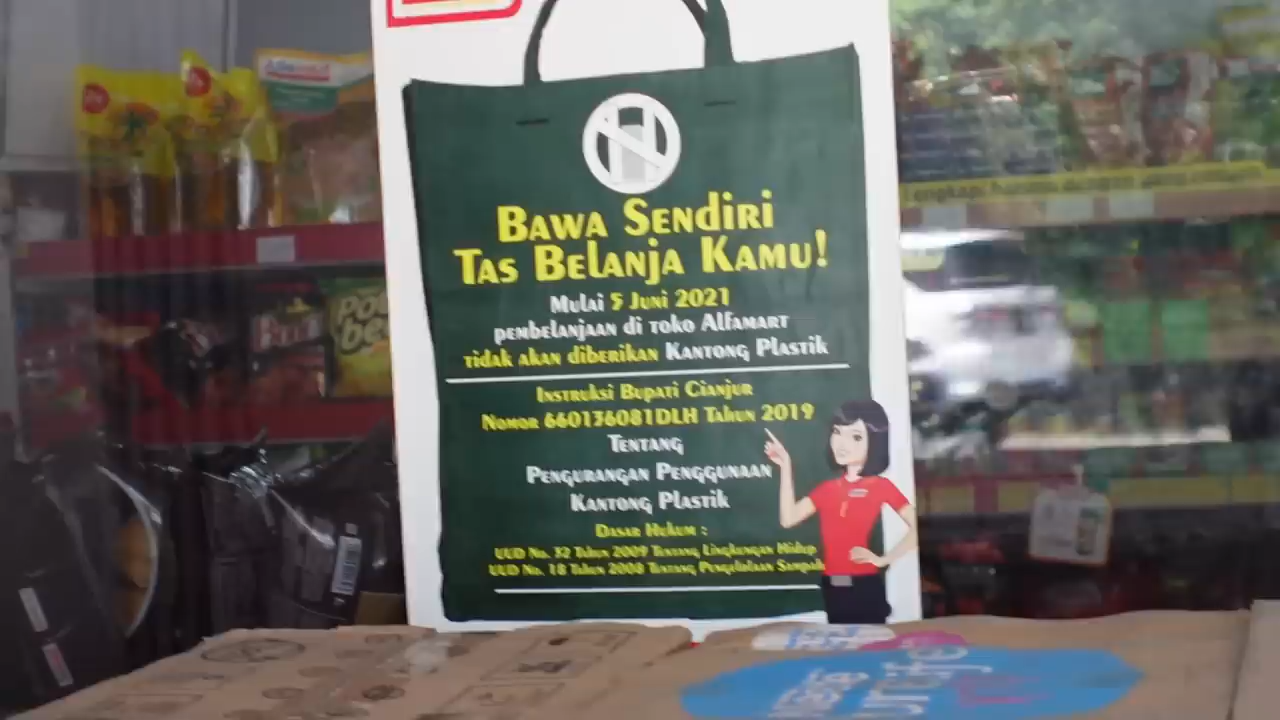 Bawa Sendiri
Tas Belanja Kamu!
Mulai 5 Juni 2021
pembelanjaan di toko Alfamart
tidak akan diberikan Kantong Plastik
Instruksi Bupati Cianjur
Nomor 660136081DLH Tahun 2019
Tentang
Pengurangan Penggunaan
Kantong Plastik
Dasar Hukum :
UUD No. 32 Tahun 2009 Tentang Lingkungan Hidup
UUD No. 18 Tahun 2008 Tentang Pengelolaan Sampah